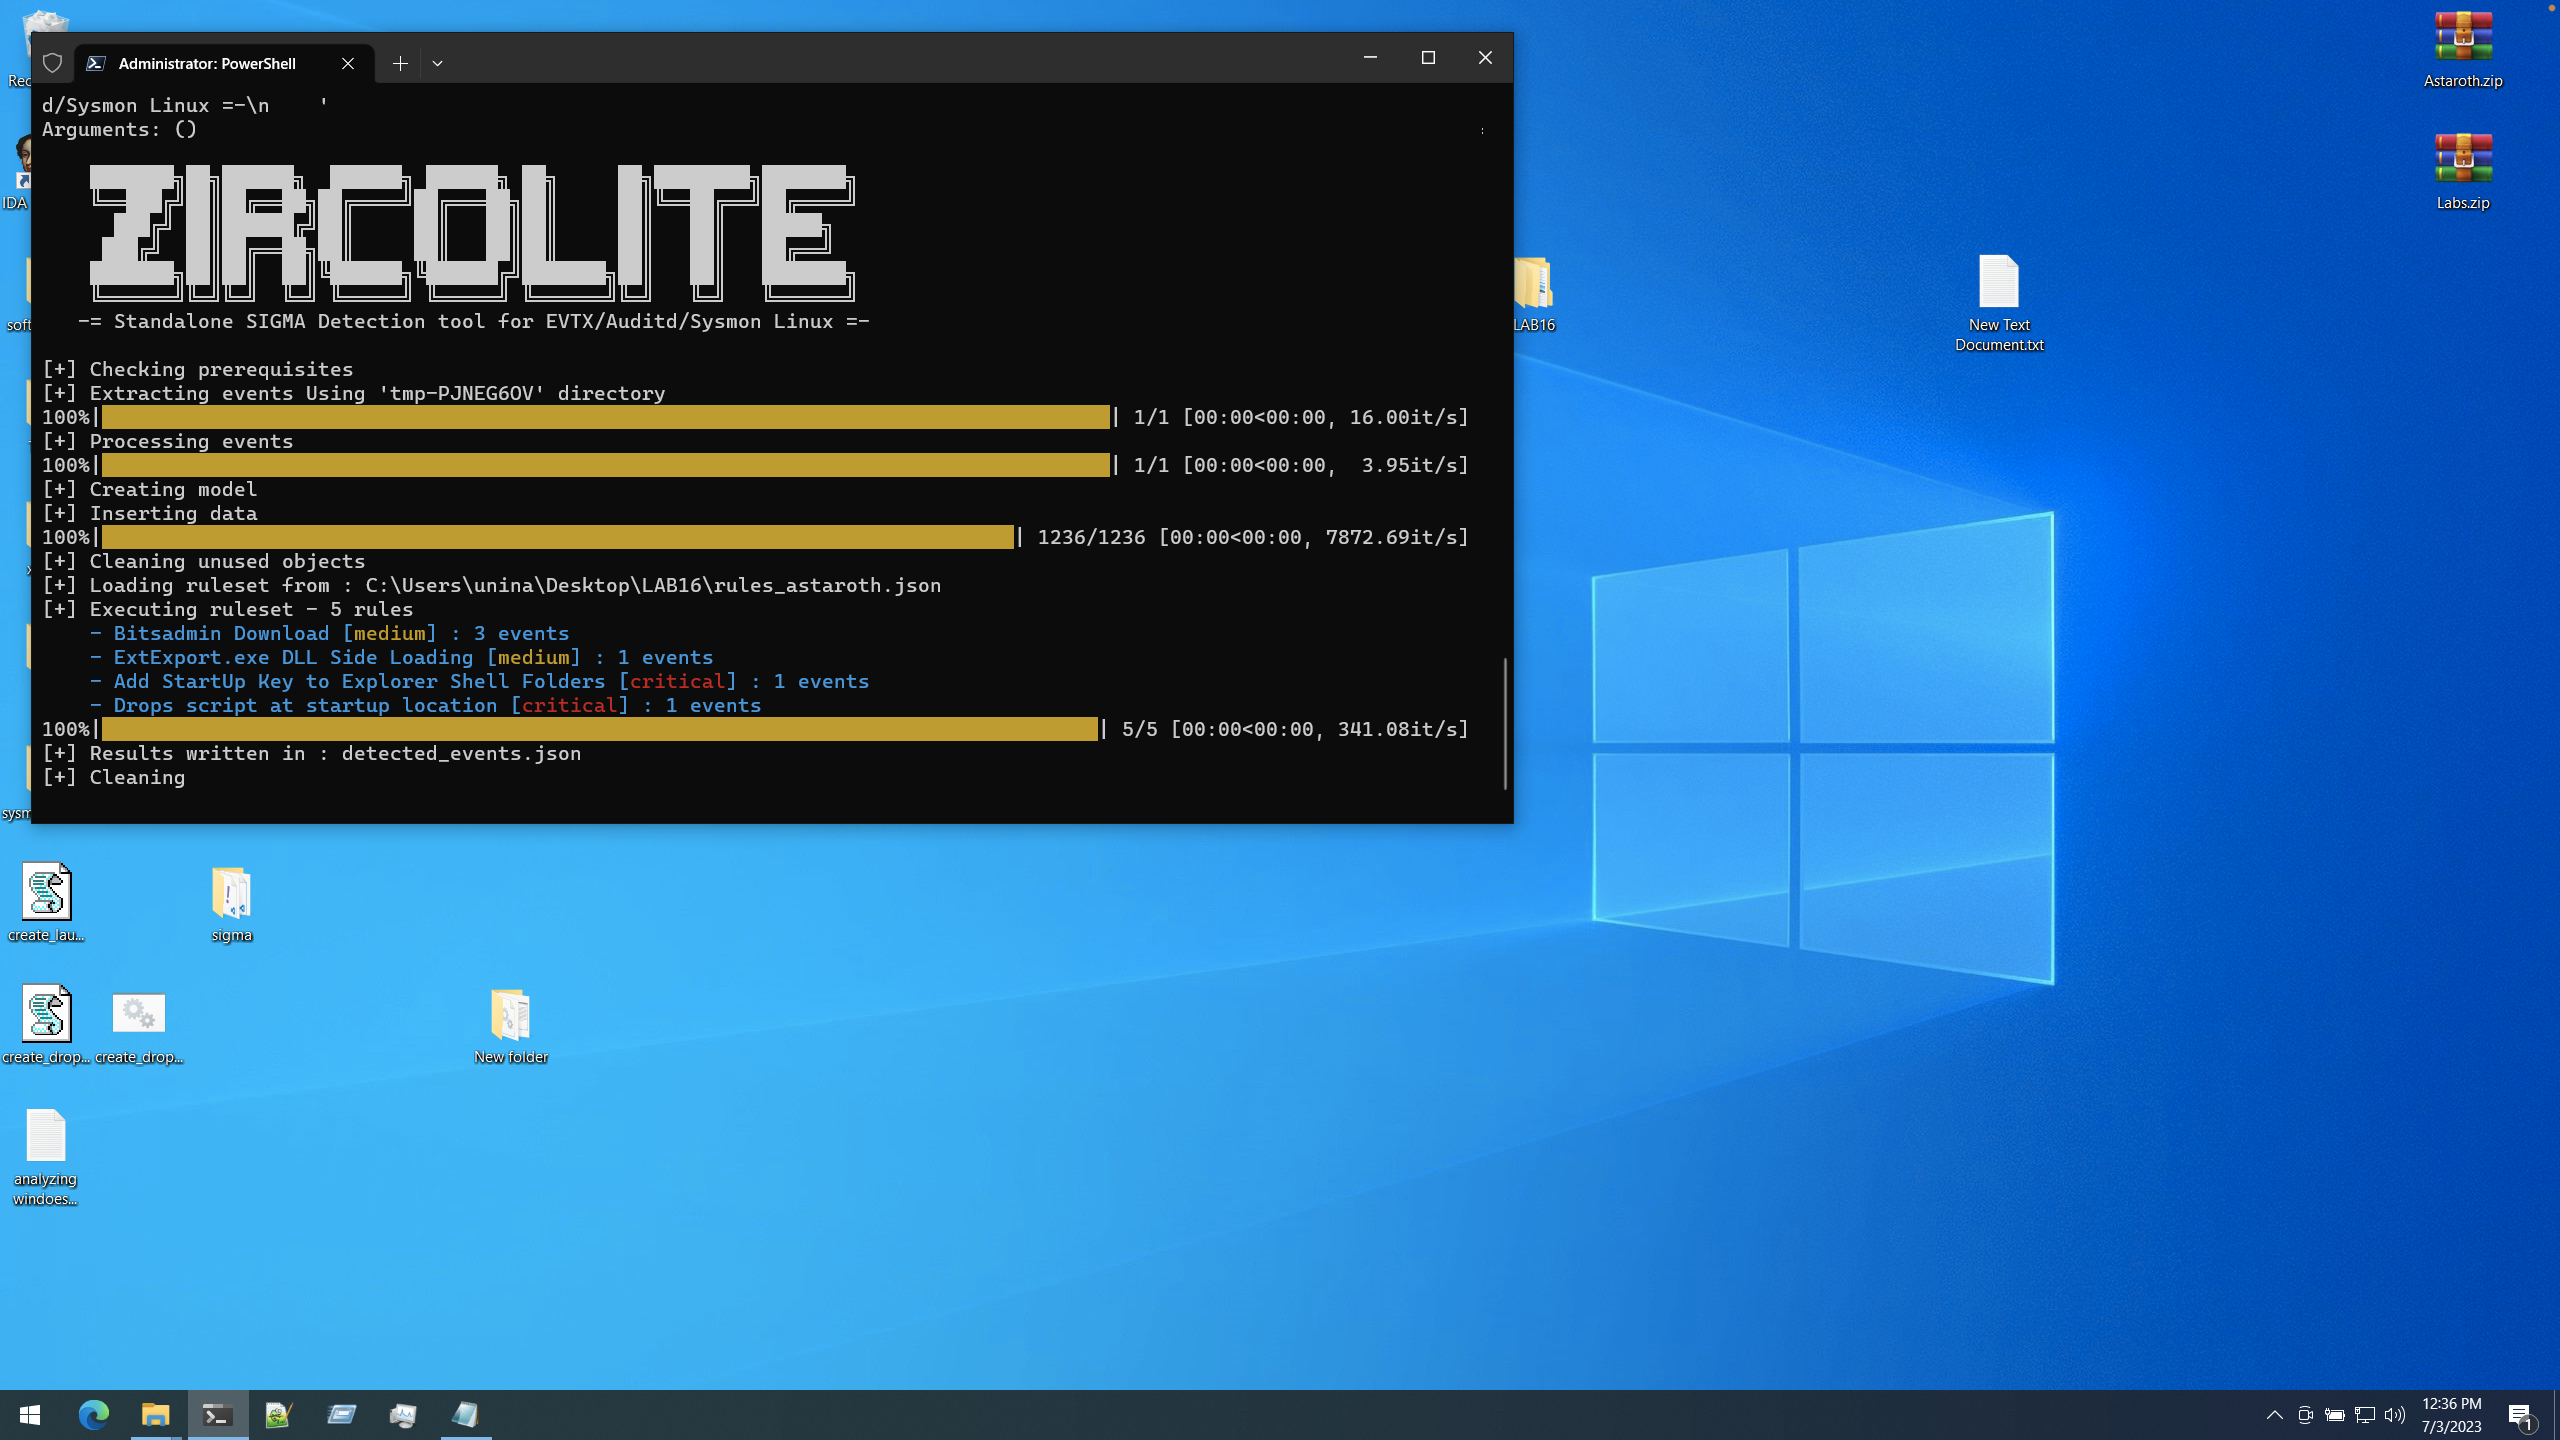 Administrator: PowerShell
d/Sysmon Linux =-\n    '
Arguments: ()
ZIRCOLITE
-= Standalone SIGMA Detection tool for EVTX/Auditd/Sysmon Linux =-
[+] Checking prerequisites
[+] Extracting events Using 'tmp-PJNEG6OV' directory
100%| | 1/1 [00:00<00:00, 16.00it/s]
[+] Processing events
100%| | 1/1 [00:00<00:00,  3.95it/s]
[+] Creating model
[+] Inserting data
100%| | 1236/1236 [00:00<00:00, 7872.69it/s]
[+] Cleaning unused objects
[+] Loading ruleset from : C:\Users\unina\Desktop\LAB16\rules_astaroth.json
[+] Executing ruleset - 5 rules
- Bitsadmin Download [medium] : 3 events
- ExtExport.exe DLL Side Loading [medium] : 1 events
- Add StartUp Key to Explorer Shell Folders [critical] : 1 events
- Drops script at startup location [critical] : 1 events
100%| | 5/5 [00:00<00:00, 341.08it/s]
[+] Results written in : detected_events.json
[+] Cleaning
Rec
IDA
soft
sysm
create_lau...
sigma
create_drop...
create_drop...
New folder
analyzing
windoes...
LAB16
New Text
Document.txt
Astaroth.zip
Labs.zip
12:36 PM
7/3/2023
1